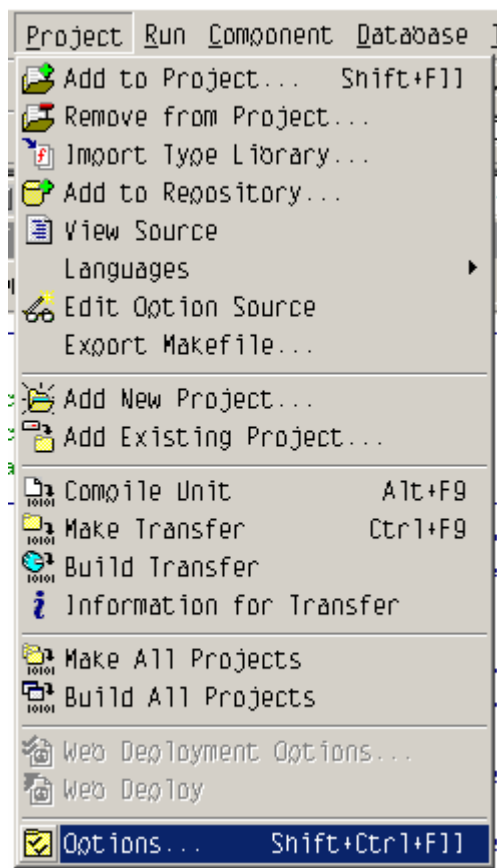 Project Run Component Database
Add to Project... Shift+F11
Remove from Project...
Import Type Library...
Add to Repository...
View Source
Languages
Edit Option Source
Export Makefile...
Add New Project...
Add Existing Project...
Compile Unit Alt+F9
Make Transfer Ctrl+F9
Build Transfer
Information for Transfer
Make All Projects
Build All Projects
Web Deployment Options...
Web Deploy
Options... Shift+Ctrl+F11